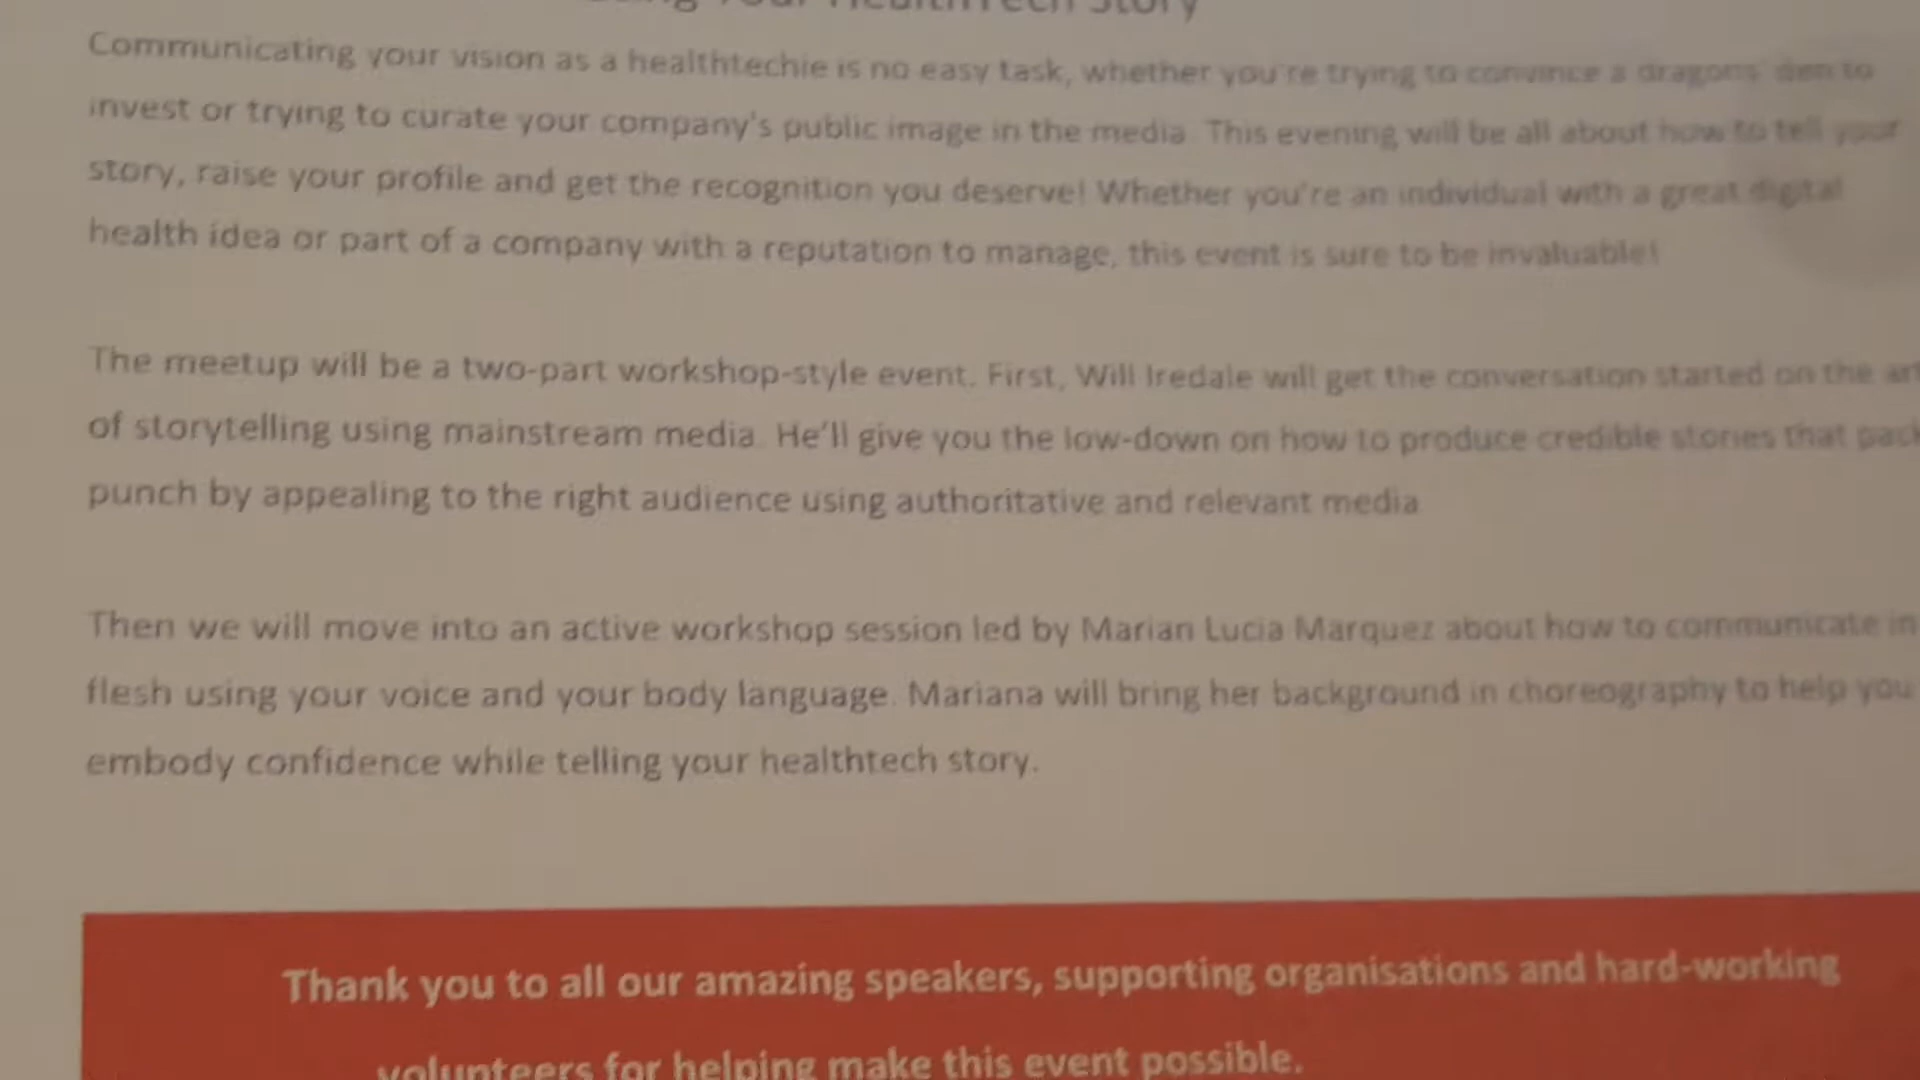 Your HealthTech Story
Communicating your vision as a healthtechie is no easy task, whether you're trying to convince a dragons' den to
invest or trying to curate your company's public image in the media. This evening will be all about how to tell your
story, raise your profile and get the recognition you deserve! Whether you're an individual with a great digital
health idea or part of a company with a reputation to manage, this event is sure to be invaluable!
The meetup will be a two-part workshop-style event. First, Will Iredale will get the conversation started on the art
of storytelling using mainstream media. He'll give you the low-down on how to produce credible stories that pack
punch by appealing to the right audience using authoritative and relevant media
Then we will move into an active workshop session led by Marian Lucia Marquez about how to communicate in
flesh using your voice and your body language. Mariana will bring her background in choreography to help you
embody confidence while telling your healthtech story.
Thank you to all our amazing speakers, supporting organisations and hard-working
volunteers for helping make this event possible.